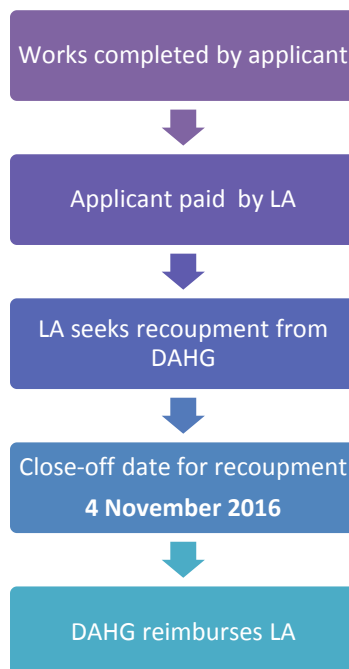 Works completed by applicant
Applicant paid by LA
LA seeks recoupment from
DAHG
Close-off date for recoupment
4 November 2016
DAHG reimburses LA